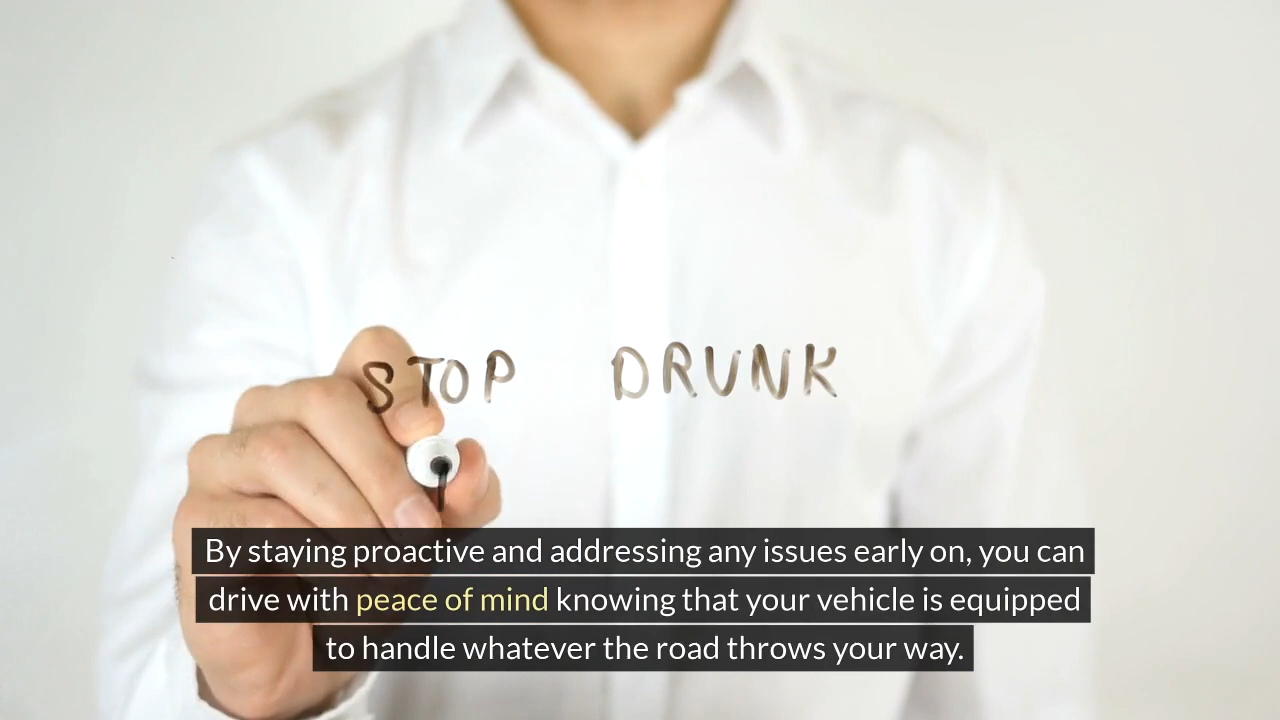 STOP DRUNK
By staying proactive and addressing any issues early on, you can
drive with peace of mind knowing that your vehicle is equipped
to handle whatever the road throws your way.